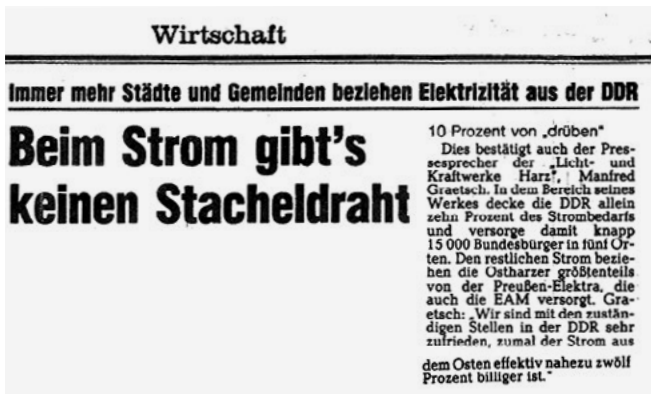 Wirtschaft
Immer mehr Städte und Gemeinden beziehen Elektrizität aus der DDR
Beim Strom gibt's
keinen Stacheldraht
10 Prozent von „drüben"
Dies bestätigt auch der Pres-
sesprecher der „Licht- und
Kraftwerke Harz", Manfred
Graetsch. In dem Bereich seines
Werkes decke die DDR allein
zehn Prozent des Strombedarfs
und versorge damit knapp
15 000 Bundesbürger in fünf Or-
ten. Den restlichen Strom bezie-
hen die Ostharzer größtenteils
von der Preußen-Elektra, die
auch die EAM versorgt. Gra-
etsch: „Wir sind mit den zustän-
digen Stellen in der DDR sehr
zufrieden, zumal der Strom aus
dem Osten effektiv nahezu zwölf
Prozent billiger ist."